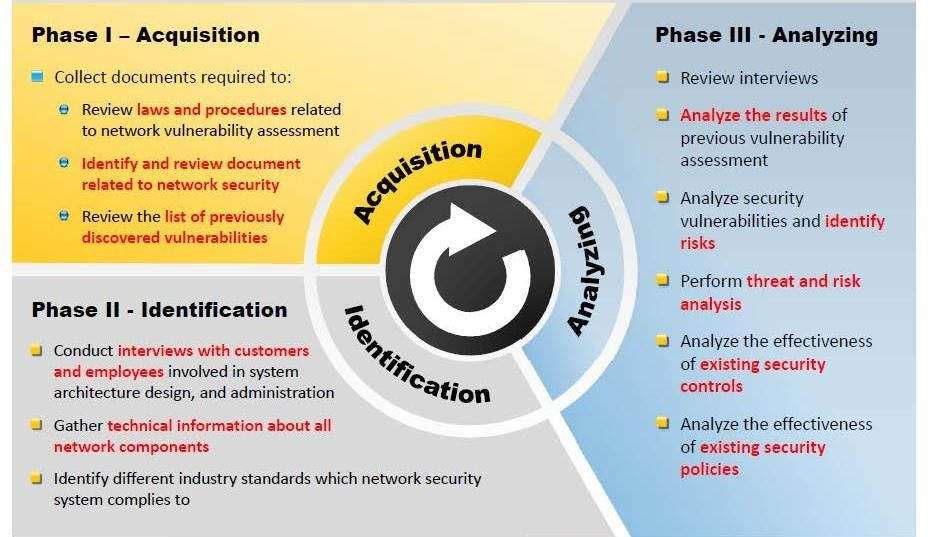 Phase I – Acquisition
Collect documents required to:
Review laws and procedures related
to network vulnerability assessment
Identify and review document
related to network security
Review the list of previously
discovered vulnerabilities
Phase II - Identification
Conduct interviews with customers
and employees involved in system
architecture design, and administration
Gather technical information about all
network components
Identify different industry standards which network security
system complies to
Acquisition
Analyzing
Identification
Phase III - Analyzing
Review interviews
Analyze the results of
previous vulnerability
assessment
Analyze security
vulnerabilities and identify
risks
Perform threat and risk
analysis
Analyze the effectiveness
of existing security
controls
Analyze the effectiveness
of existing security
policies